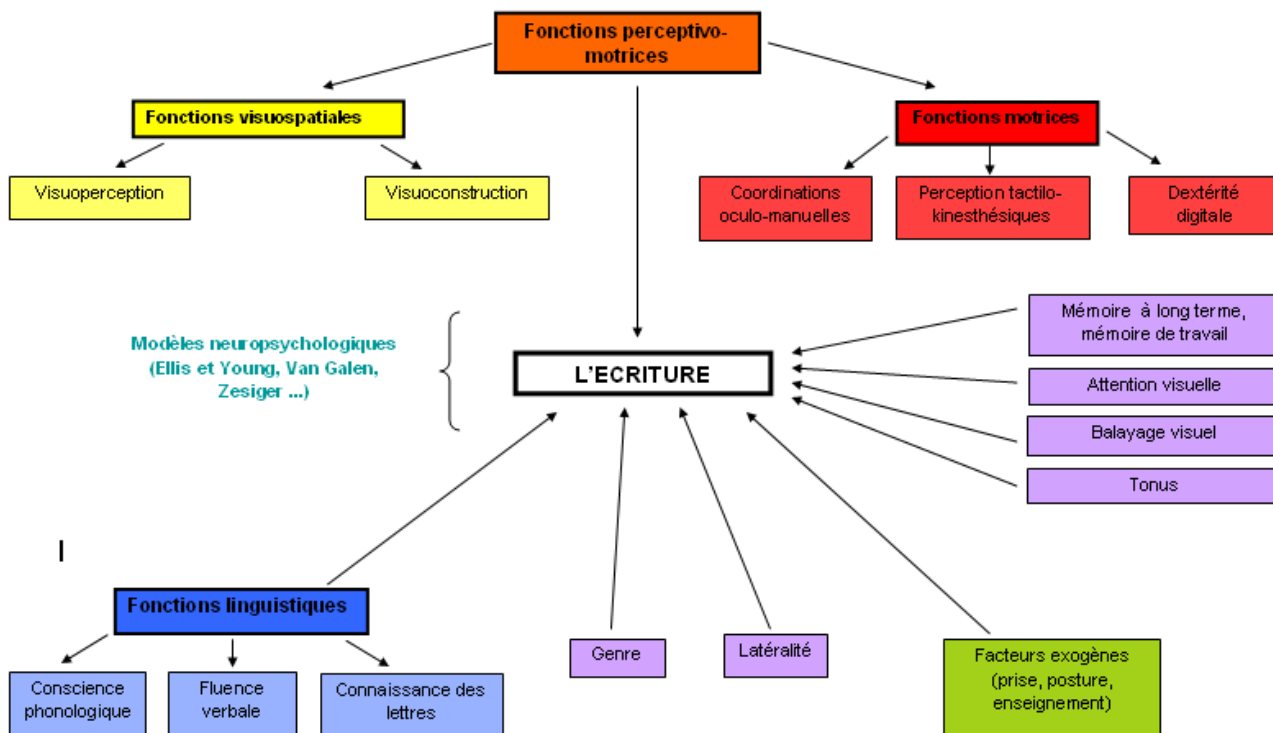 Fonctions perceptivo-
motrices
Fonctions visuospatiales
Fonctions motrices
Visuoperception
Visuoconstruction
Coordinations
oculo-manuelles
Perception tactilo-
kinesthésiques
Dextérité
digitale
Modèles neuropsychologiques
(Ellis et Young, Van Galen,
Zesiger ...)
L'ECRITURE
Mémoire à long terme,
mémoire de travail
Attention visuelle
Balayage visuel
Tonus
I
Fonctions linguistiques
Conscience
phonologique
Fluence
verbale
Connaissance des
lettres
Genre
Latéralité
Facteurs exogènes
(prise, posture,
enseignement)